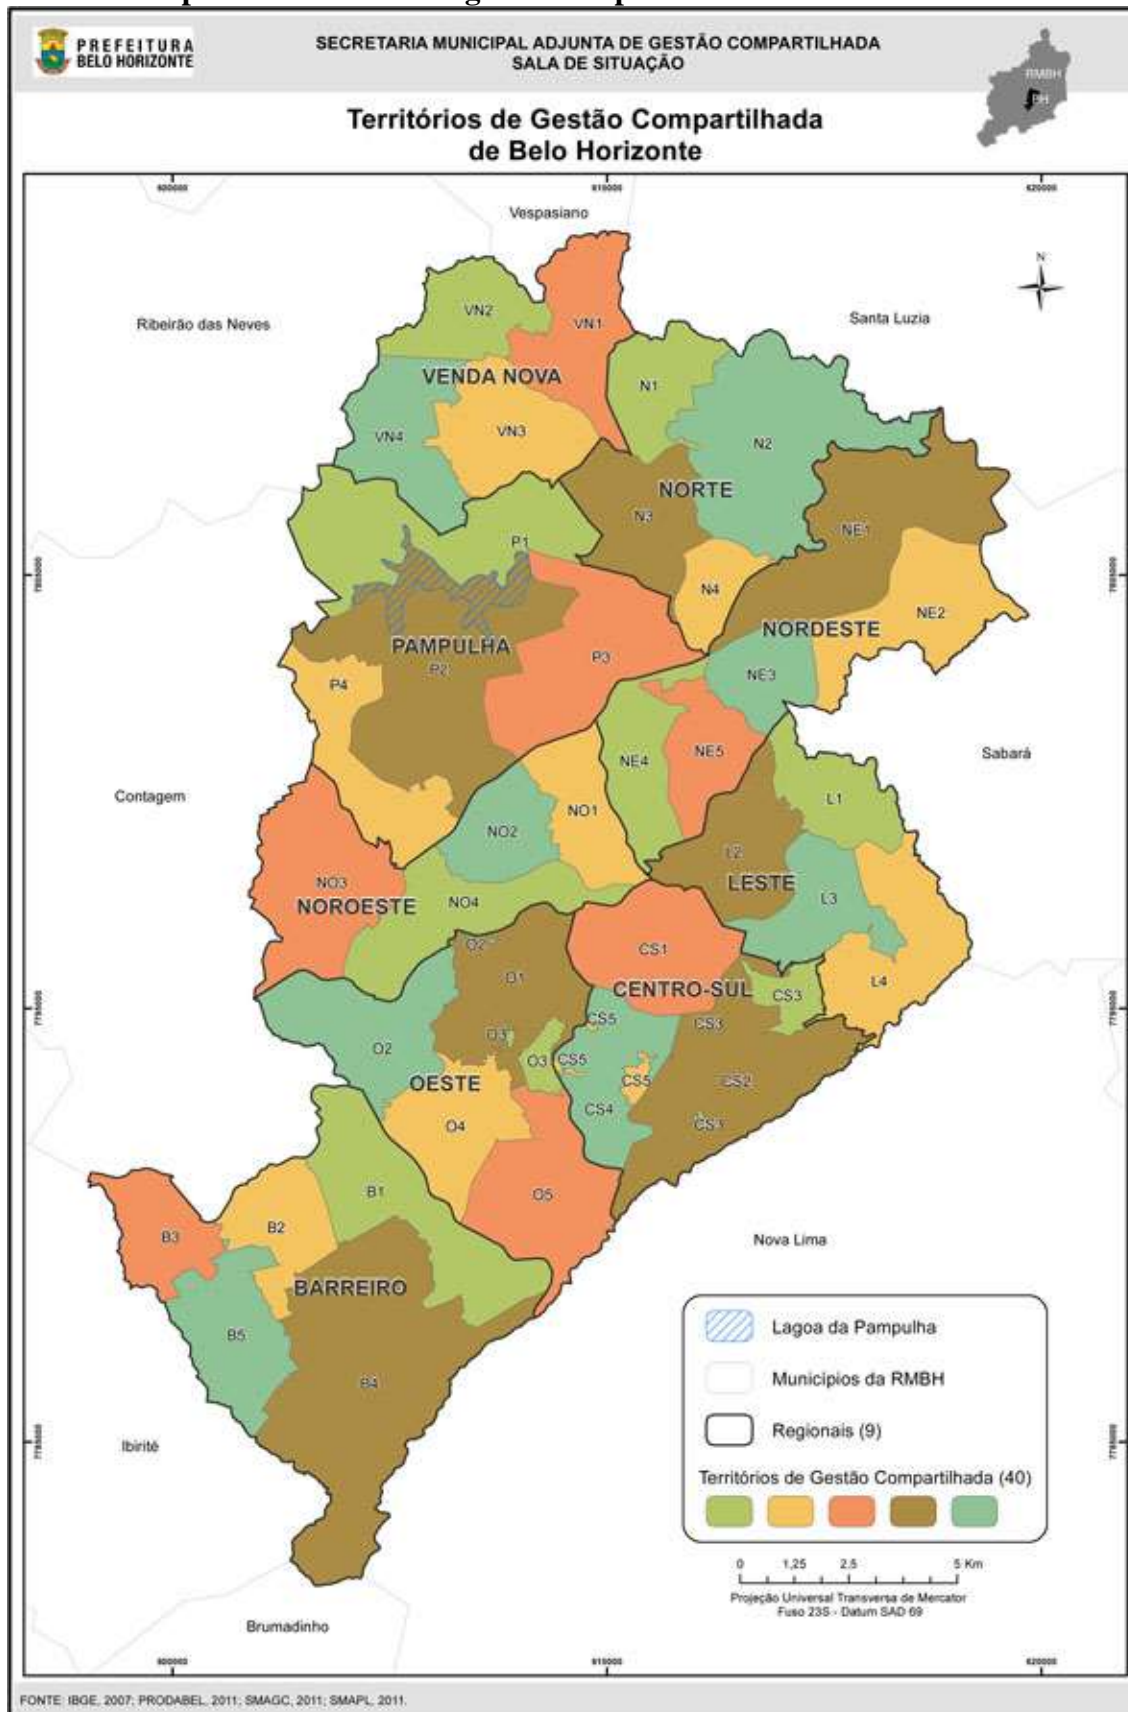 PREFEITURA
BELO HORIZONTE
SECRETARIA MUNICIPAL ADJUNTA DE GESTÃO COMPARTILHADA
SALA DE SITUAÇÃO
RMBH
BH
Territórios de Gestão Compartilhada
de Belo Horizonte
600000
620000
Vespasiano
N
Ribeirão das Neves
Santa Luzia
VN2
VN1
VENDA NOVA
N1
VN4
VN3
N2
NORTE
N3
NE1
P1
N4
NE2
NORDESTE
PAMPULHA
P2
P3
NE3
P4
NE4
NE5
Sabará
Contagem
L1
NO2
NO1
L2
LESTE
NO3
NOROESTE
NO4
L3
O2
CS1
O1
L4
CENTRO-SUL
CS3
CS5
CS3
O3
O2
O3
CS5
CS5
CS2
OESTE
CS4
CS3
O4
B1
O5
B3
B2
Nova Lima
BARREIRO
B5
B4
Ibirité
Brumadinho
Lagoa da Pampulha
Municípios da RMBH
Regionais (9)
Territórios de Gestão Compartilhada (40)
0 1,25 2,5 5 Km
Projeção Universal Transversa de Mercator
Fuso 23S - Datum SAD 69
600000
620000
FONTE: IBGE, 2007; PRODABEL, 2011; SMAGC, 2011; SMAPL, 2011.